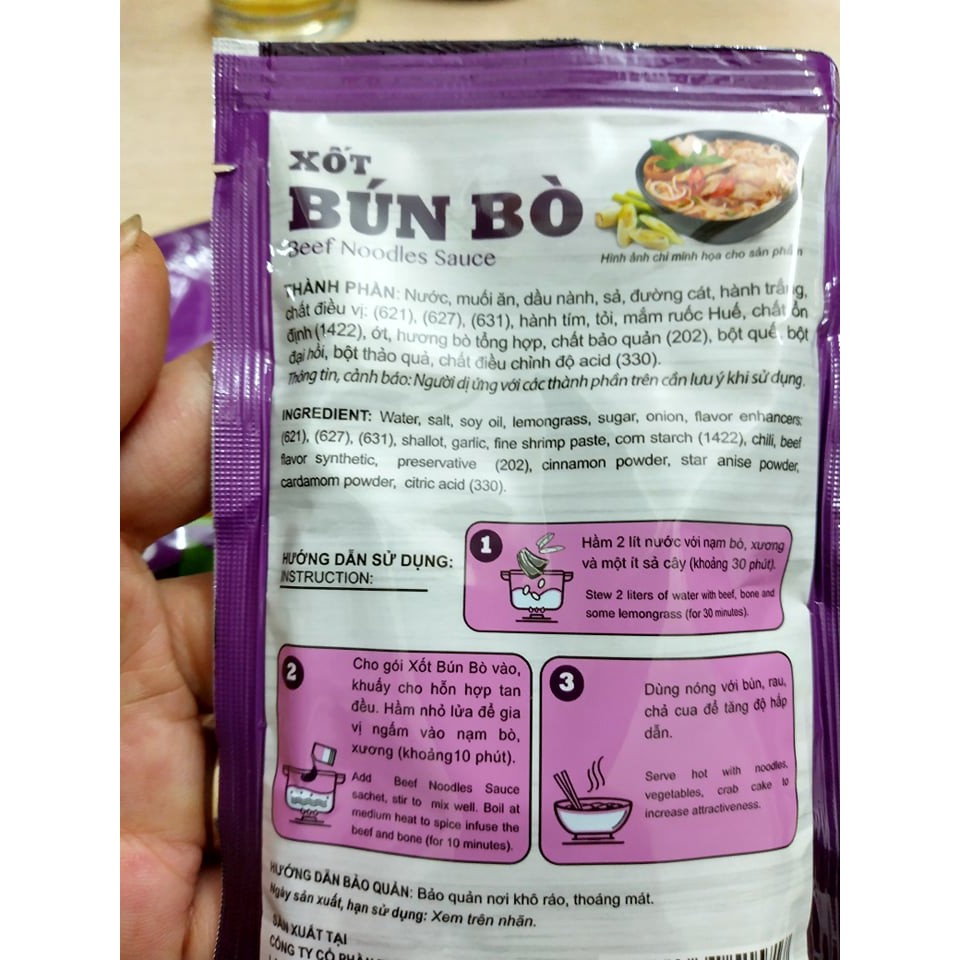 XỐT
BÚN BÒ
Beef Noodles Sauce
Hình ảnh chỉ minh họa cho sản phẩm
THÀNH PHẦN: Nước, muối ăn, dầu nành, sả, đường cát, hành trắng,
chất điều vị: (621), (627), (631), hành tím, tỏi, mắm ruốc Huế, chất ổn
định (1422), ớt, hương bò tổng hợp, chất bảo quản (202), bột quế, bột
đại hồi, bột thảo quả, chất điều chỉnh độ acid (330).
Thông tin, cảnh báo: Người dị ứng với các thành phần trên cần lưu ý khi sử dụng.
INGREDIENT: Water, salt, soy oil, lemongrass, sugar, onion, flavor enhancers:
(621), (627), (631), shallot, garlic, fine shrimp paste, corn starch (1422), chili, beef
flavor synthetic, preservative (202), cinnamon powder, star anise powder,
cardamom powder, citric acid (330).
HƯỚNG DẪN SỬ DỤNG:
INSTRUCTION:
1
Hầm 2 lít nước với nạm bò, xương
và một ít sả cây (khoảng 30 phút).
Stew 2 liters of water with beef, bone and
some lemongrass (for 30 minutes).
2
Cho gói Xốt Bún Bò vào,
khuấy cho hỗn hợp tan
đều. Hầm nhỏ lửa để gia
vị ngấm vào nạm bò,
xương (khoảng10 phút).
Add Beef Noodles Sauce
sachet, stir to mix well. Boil at
medium heat to spice infuse the
beef and bone (for 10 minutes).
3
Dùng nóng với bún, rau,
chả cua để tăng độ hấp
dẫn.
Serve hot with noodles,
vegetables, crab cake to
increase attractiveness.
HƯỚNG DẪN BẢO QUẢN: Bảo quản nơi khô ráo, thoáng mát.
Ngày sản xuất, hạn sử dụng: Xem trên nhãn.
SẢN XUẤT TẠI
CÔNG TY CỔ PHẦN